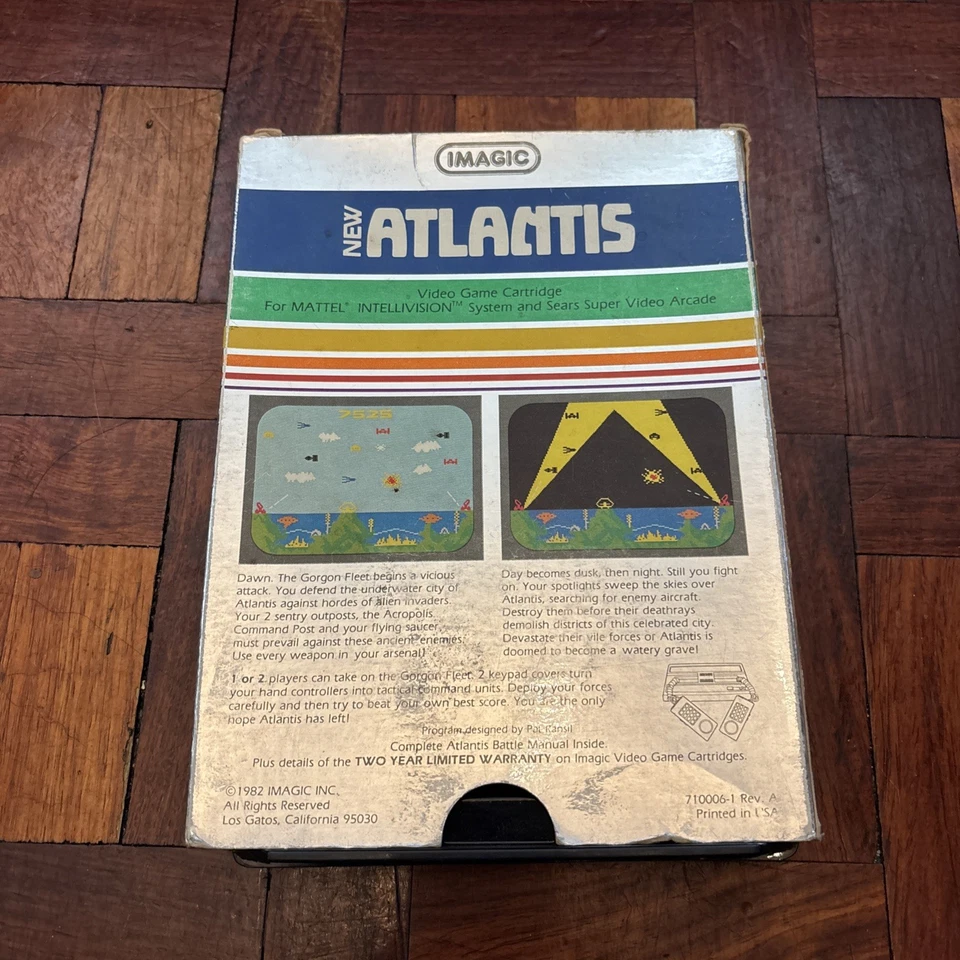 IMAGIC
NEW ATLANTIS
Video Game Cartridge
For MATTEL® INTELLIVISION™ System and Sears Super Video Arcade
7525
Dawn. The Gorgon Fleet begins a vicious
attack. You defend the underwater city of
Atlantis against hordes of alien invaders.
Your 2 sentry outposts, the Acropolis
Command Post and your flying saucer,
must prevail against these ancient enemies.
Use every weapon in your arsenal!
Day becomes dusk, then night. Still you fight
on. Your spotlights sweep the skies over
Atlantis, searching for enemy aircraft.
Destroy them before their deathrays
demolish districts of this celebrated city.
Devastate their vile forces or Atlantis is
doomed to become a watery grave!
1 or 2 players can take on the Gorgon Fleet. 2 keypad covers turn
your hand controllers into tactical command units. Deploy your forces
carefully and then try to beat your own best score. You are the only
hope Atlantis has left!
Program designed by Pat Ransil
Complete Atlantis Battle Manual Inside.
Plus details of the TWO YEAR LIMITED WARRANTY on Imagic Video Game Cartridges.
©1982 IMAGIC INC.
All Rights Reserved
Los Gatos, California 95030
710006-1 Rev. A
Printed in USA